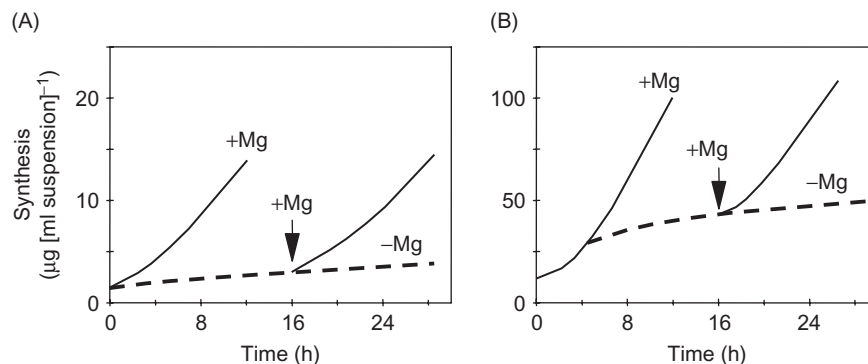 (A)
Synthesis
(µg [ml suspension]⁻¹)
20
10
0
+Mg
+Mg
−Mg
0 8 16 24
Time (h)
(B)
100
50
0
+Mg
+Mg
−Mg
0 8 16 24
Time (h)